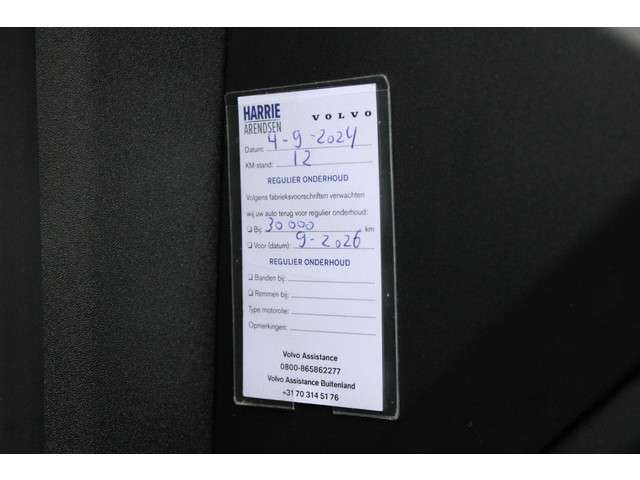 HARRIE VOLVO
ARENDSEN
Datum: 4-9-2024
KM-stand: 12
REGULIER ONDERHOUD
Volgens fabrieksvoorschriften verwachten
wij uw auto terug voor regulier onderhoud:
❑ Bij: 30 000 km
❑ Voor (datum): 9-2026
REGULIER ONDERHOUD
❑ Banden bij:
❑ Remmen bij:
Type motorolie:
Opmerkingen:
Volvo Assistance
0800-865862277
Volvo Assistance Buitenland
+31 70 314 51 76